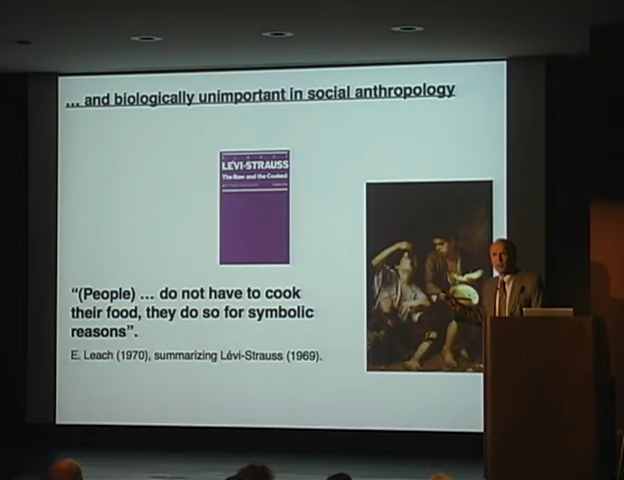 ... and biologically unimportant in social anthropology
LÉVI-STRAUSS
The Raw and the Cooked
"(People) ... do not have to cook
their food, they do so for symbolic
reasons".
E. Leach (1970), summarizing Lévi-Strauss (1969).